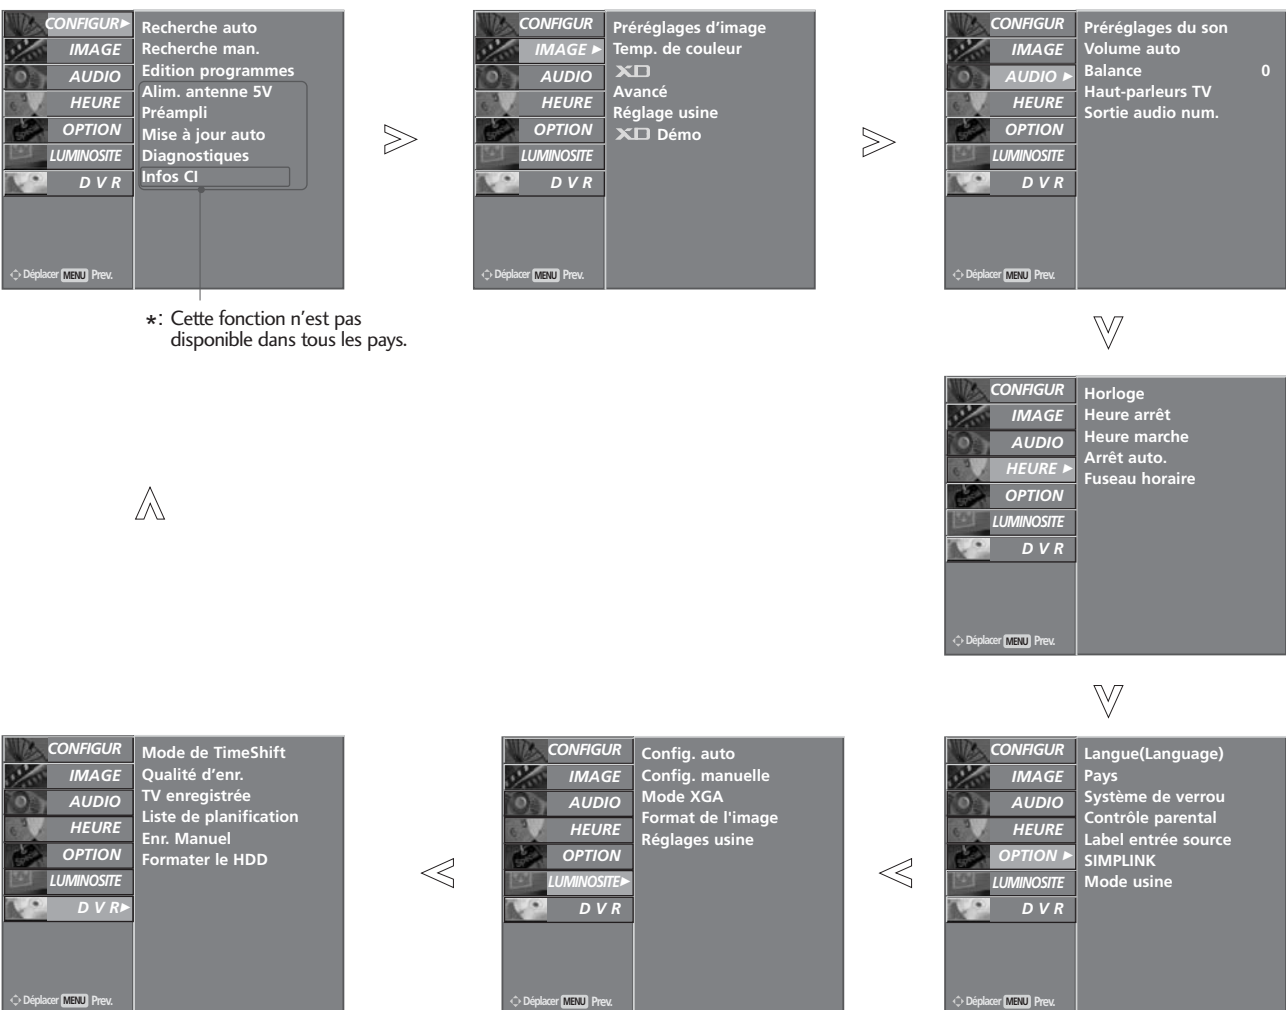 CONFIGUR
IMAGE
AUDIO
HEURE
OPTION
LUMINOSITE
D V R
Déplacer MENU Prev.
Recherche auto
Recherche man.
Edition programmes
Alim. antenne 5V
Préampli
Mise à jour auto
Diagnostiques
Infos CI
*: Cette fonction n'est pas
disponible dans tous les pays.
CONFIGUR
IMAGE
AUDIO
HEURE
OPTION
LUMINOSITE
D V R
Déplacer MENU Prev.
Préréglages d'image
Temp. de couleur
XD
Avancé
Réglage usine
XD Démo
CONFIGUR
IMAGE
AUDIO
HEURE
OPTION
LUMINOSITE
D V R
Déplacer MENU Prev.
Préréglages du son
Volume auto
Balance 0
Haut-parleurs TV
Sortie audio num.
CONFIGUR
IMAGE
AUDIO
HEURE
OPTION
LUMINOSITE
D V R
Déplacer MENU Prev.
Horloge
Heure arrêt
Heure marche
Arrêt auto.
Fuseau horaire
CONFIGUR
IMAGE
AUDIO
HEURE
OPTION
LUMINOSITE
D V R
Déplacer MENU Prev.
Mode de TimeShift
Qualité d'enr.
TV enregistrée
Liste de planification
Enr. Manuel
Formater le HDD
CONFIGUR
IMAGE
AUDIO
HEURE
OPTION
LUMINOSITE
D V R
Déplacer MENU Prev.
Config. auto
Config. manuelle
Mode XGA
Format de l'image
Réglages usine
CONFIGUR
IMAGE
AUDIO
HEURE
OPTION
LUMINOSITE
D V R
Déplacer MENU Prev.
Langue(Language)
Pays
Système de verrou
Contrôle parental
Label entrée source
SIMPLINK
Mode usine